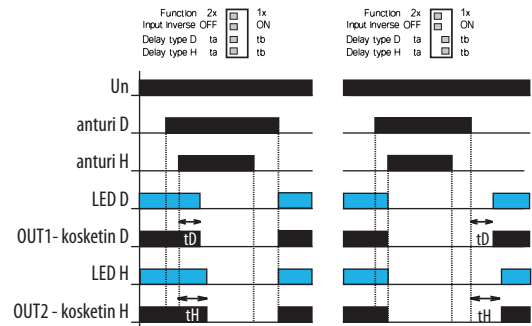 Function 2x 1x
Input inverse OFF ON
Delay type D ta tb
Delay type H ta tb
Function 2x 1x
Input inverse OFF ON
Delay type D ta tb
Delay type H ta tb
Un
anturi D
anturi H
LED D
OUT1- kosketin D
tD
tD
LED H
OUT2 - kosketin H
tH
tH